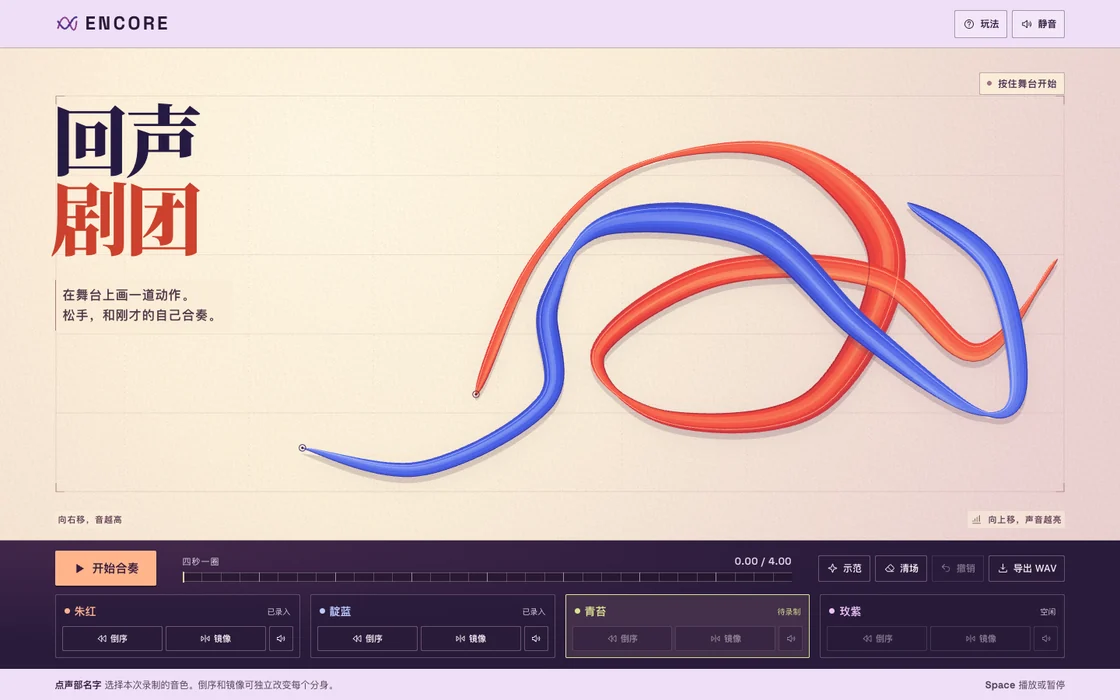 ENCORE
玩法
静音
按住舞台开始
回声
剧团
在舞台上画一道动作。
松手，和刚才的自己合奏。
向右移，音越高
向上移，声音越亮
开始合奏
四秒一圈
0.00 / 4.00
示范
清场
撤销
导出 WAV
朱红
已录入
倒序
镜像
靛蓝
已录入
倒序
镜像
青苔
待录制
倒序
镜像
玫紫
空闲
倒序
镜像
点声部名字 选择本次录制的音色。倒序和镜像可独立改变每个分身。
Space 播放或暂停